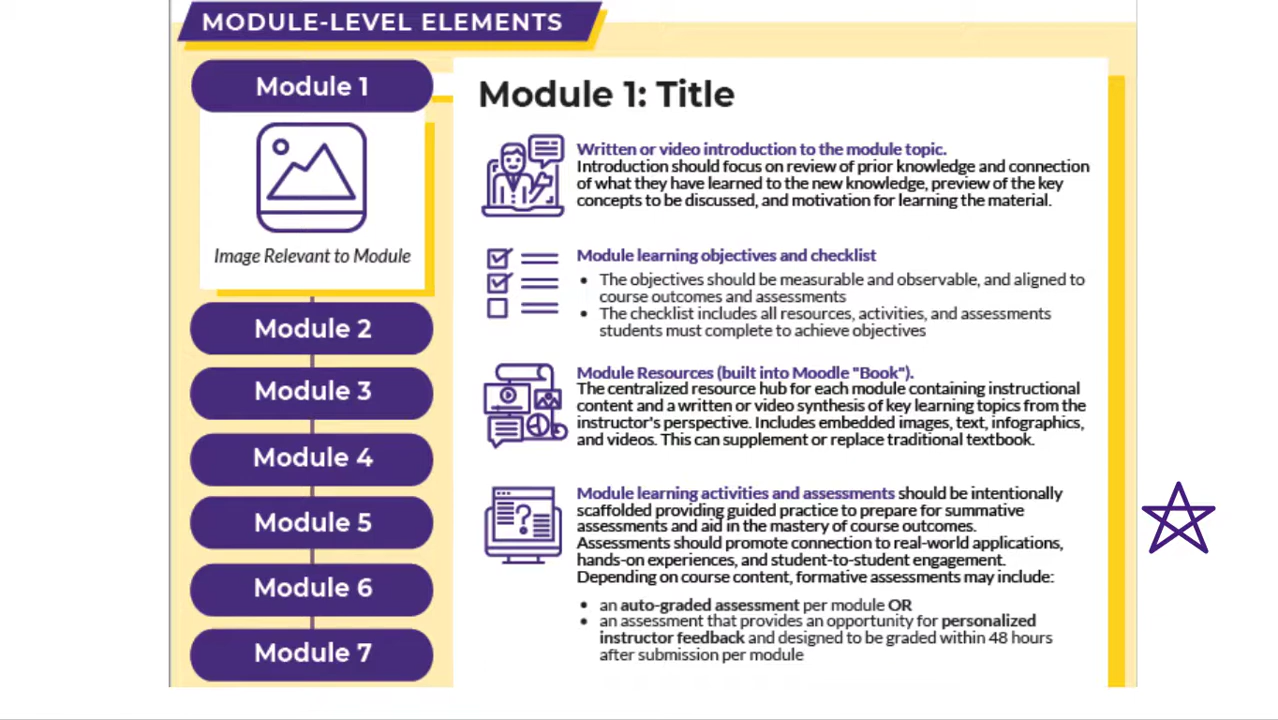 MODULE-LEVEL ELEMENTS
Module 1
Image Relevant to Module
Module 2
Module 3
Module 4
Module 5
Module 6
Module 7
Module 1: Title
Written or video introduction to the module topic.
Introduction should focus on review of prior knowledge and connection
of what they have learned to the new knowledge, preview of the key
concepts to be discussed, and motivation for learning the material.
Module learning objectives and checklist
• The objectives should be measurable and observable, and aligned to
course outcomes and assessments
• The checklist includes all resources, activities, and assessments
students must complete to achieve objectives
Module Resources (built into Moodle "Book").
The centralized resource hub for each module containing instructional
content and a written or video synthesis of key learning topics from the
instructor's perspective. Includes embedded images, text, infographics,
and videos. This can supplement or replace traditional textbook.
Module learning activities and assessments should be intentionally
scaffolded providing guided practice to prepare for summative
assessments and aid in the mastery of course outcomes.
Assessments should promote connection to real-world applications,
hands-on experiences, and student-to-student engagement.
Depending on course content, formative assessments may include:
• an auto-graded assessment per module OR
• an assessment that provides an opportunity for personalized
instructor feedback and designed to be graded within 48 hours
after submission per module